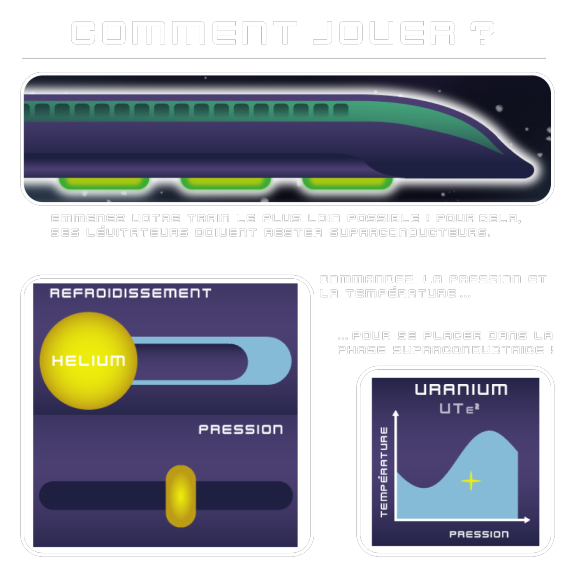 COMMENT JOUER ?
EMMENEZ VOTRE TRAIN LE PLUS LOIN POSSIBLE ! POUR CELA,
SES LÉVITATEURS DOIVENT RESTER SUPRACONDUCTEURS.
COMMANDEZ LA PRESSION ET
LA TEMPÉRATURE...
REFROIDISSEMENT
HELIUM
PRESSION
...POUR SE PLACER DANS LA
PHASE SUPRACONDUCTRICE !
URANIUM
UTe²
TEMPÉRATURE
PRESSION